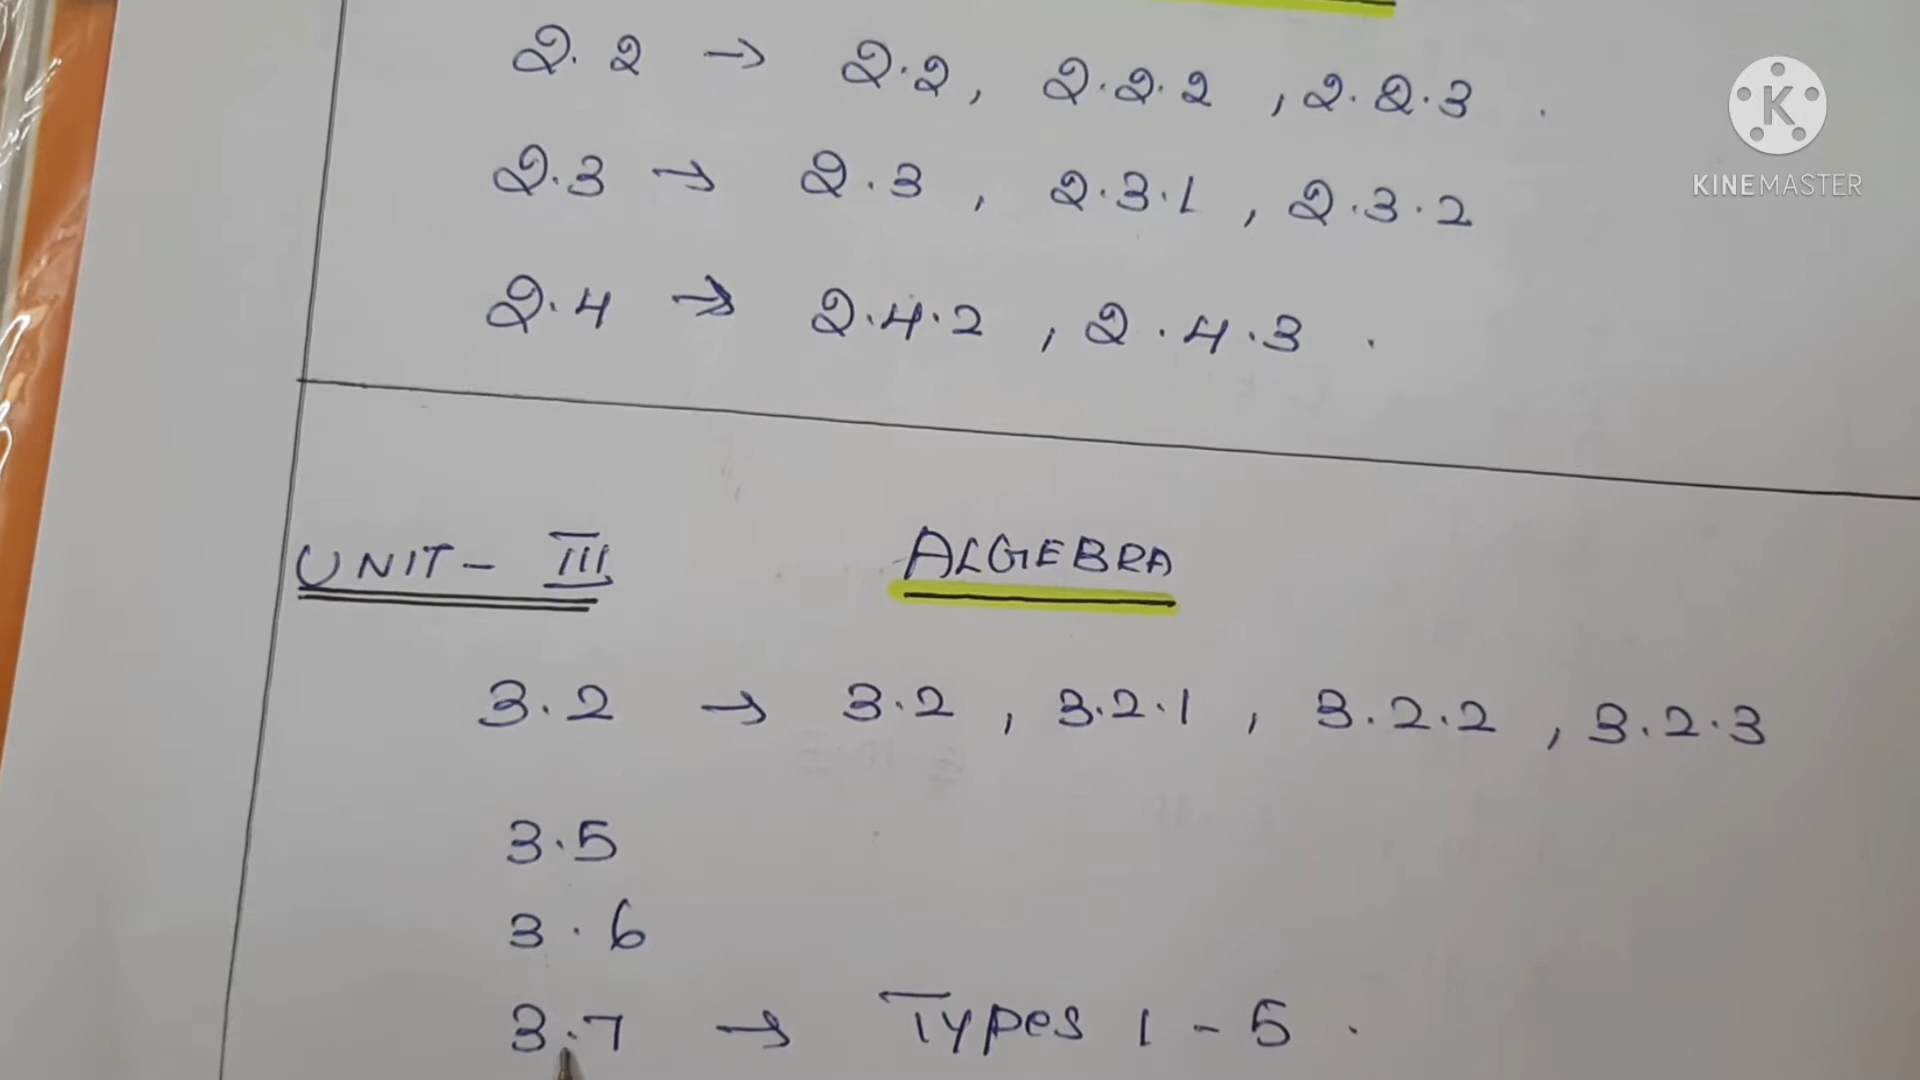 2.2 → 2.2, 2.2.2, 2.2.3.
K
KINEMASTER
2.3 → 2.3, 2.3.1, 2.3.2
2.4 → 2.4.2, 2.4.3.
UNIT - III ALGEBRA
3.2 → 3.2, 3.2.1, 3.2.2, 3.2.3
3.5
3.6
3.7 → Types 1 - 5.